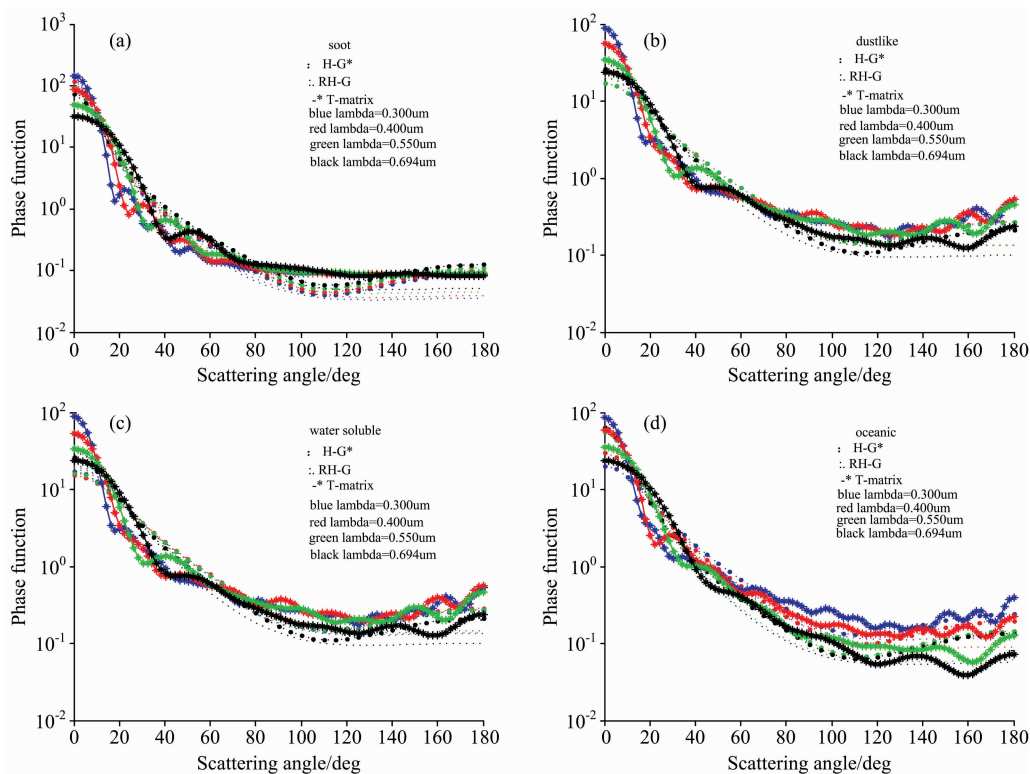 (a)
soot
: H-G*
:. RH-G
-* T-matrix
blue lambda=0.300um
red lambda=0.400um
green lambda=0.550um
black lambda=0.694um
Phase function
10^3
10^2
10^1
10^0
10^-1
10^-2
0 20 40 60 80 100 120 140 160 180
Scattering angle/deg
(b)
dustlike
: H-G*
:. RH-G
-* T-matrix
blue lambda=0.300um
red lambda=0.400um
green lambda=0.550um
black lambda=0.694um
Phase function
10^2
10^1
10^0
10^-1
10^-2
0 20 40 60 80 100 120 140 160 180
Scattering angle/deg
(c)
water soluble
: H-G*
:. RH-G
-* T-matrix
blue lambda=0.300um
red lambda=0.400um
green lambda=0.550um
black lambda=0.694um
Phase function
10^2
10^1
10^0
10^-1
10^-2
0 20 40 60 80 100 120 140 160 180
Scattering angle/deg
(d)
oceanic
: H-G*
:. RH-G
-* T-matrix
blue lambda=0.300um
red lambda=0.400um
green lambda=0.550um
black lambda=0.694um
Phase function
10^2
10^1
10^0
10^-1
10^-2
0 20 40 60 80 100 120 140 160 180
Scattering angle/deg